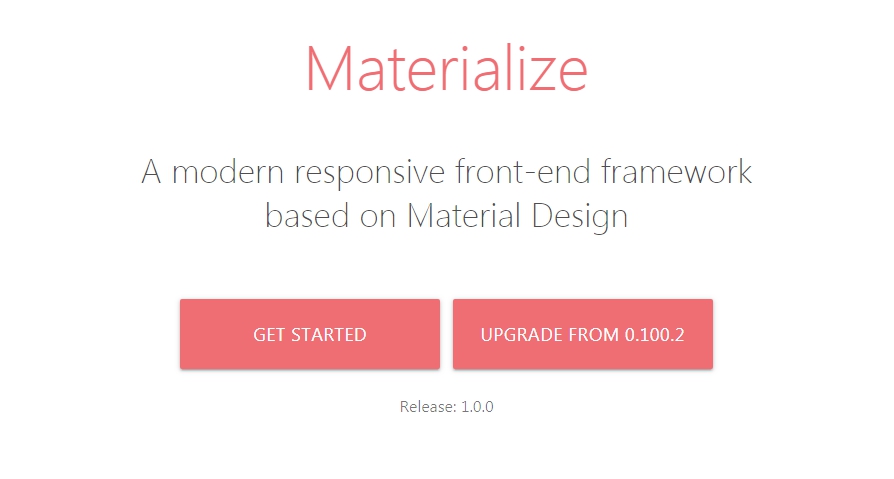 Materialize
A modern responsive front-end framework
based on Material Design
GET STARTED
UPGRADE FROM 0.100.2
Release: 1.0.0